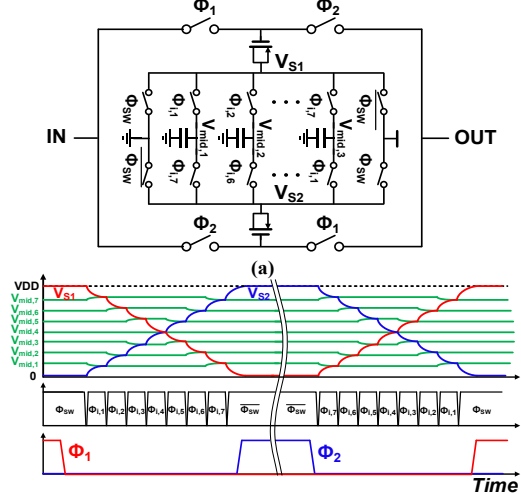 Φ1 Φ2
VS1
ΦSW Φi,1 Φi,2 Φi,7 ΦSW
IN Vmid,1 Vmid,2 Vmid,3 OUT
ΦSW Φi,7 Φi,6 Φi,1 ΦSW
VS2
Φ2 Φ1
(a)
VDD VS1 VS2
Vmid,7
Vmid,6
Vmid,5
Vmid,4
Vmid,3
Vmid,2
Vmid,1
0
ΦSW Φi,1 Φi,2 Φi,3 Φi,4 Φi,5 Φi,6 Φi,7 ΦSW ΦSW Φi,7 Φi,6 Φi,5 Φi,4 Φi,3 Φi,2 Φi,1 ΦSW
Φ1 Φ2
Time